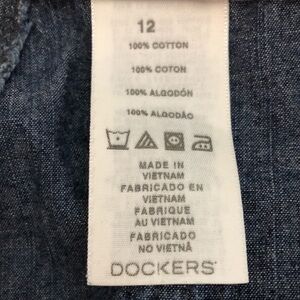 12
100% COTTON
100% COTON
100% ALGODÓN
100% ALGODÃO
MADE IN
VIETNAM
FABRICADO EN
VIETNAM
FABRIQUE
AU VIETNAM
FABRICADO
NO VIETNÃ
DOCKERS®